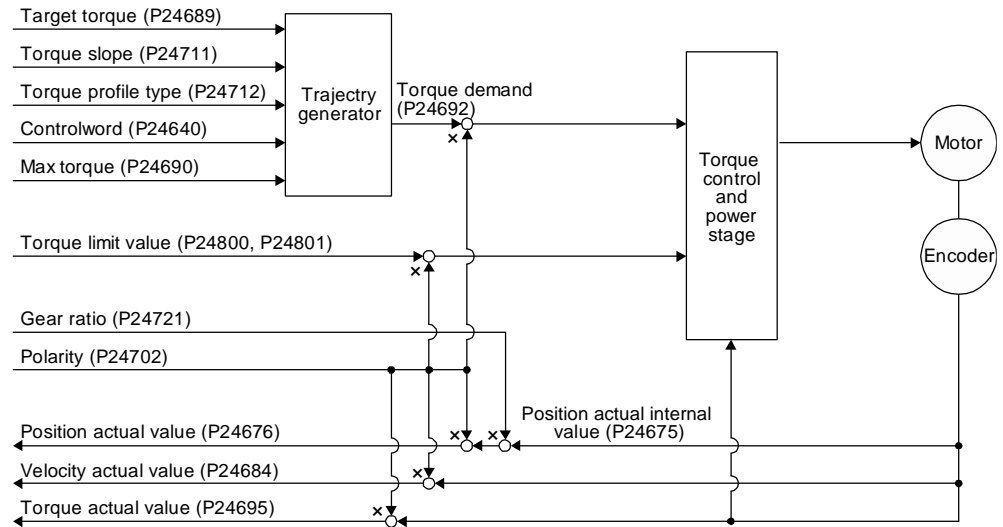 Target torque (P24689)
Torque slope (P24711)
Torque profile type (P24712)
Controlword (P24640)
Max torque (P24690)
Trajectry
generator
Torque demand
(P24692)
×
Torque
control
and
power
stage
Motor
Encoder
Torque limit value (P24800, P24801)
×
Gear ratio (P24721)
Polarity (P24702)
Position actual internal
value (P24675)
Position actual value (P24676)
×
×
Velocity actual value (P24684)
×
Torque actual value (P24695)
×